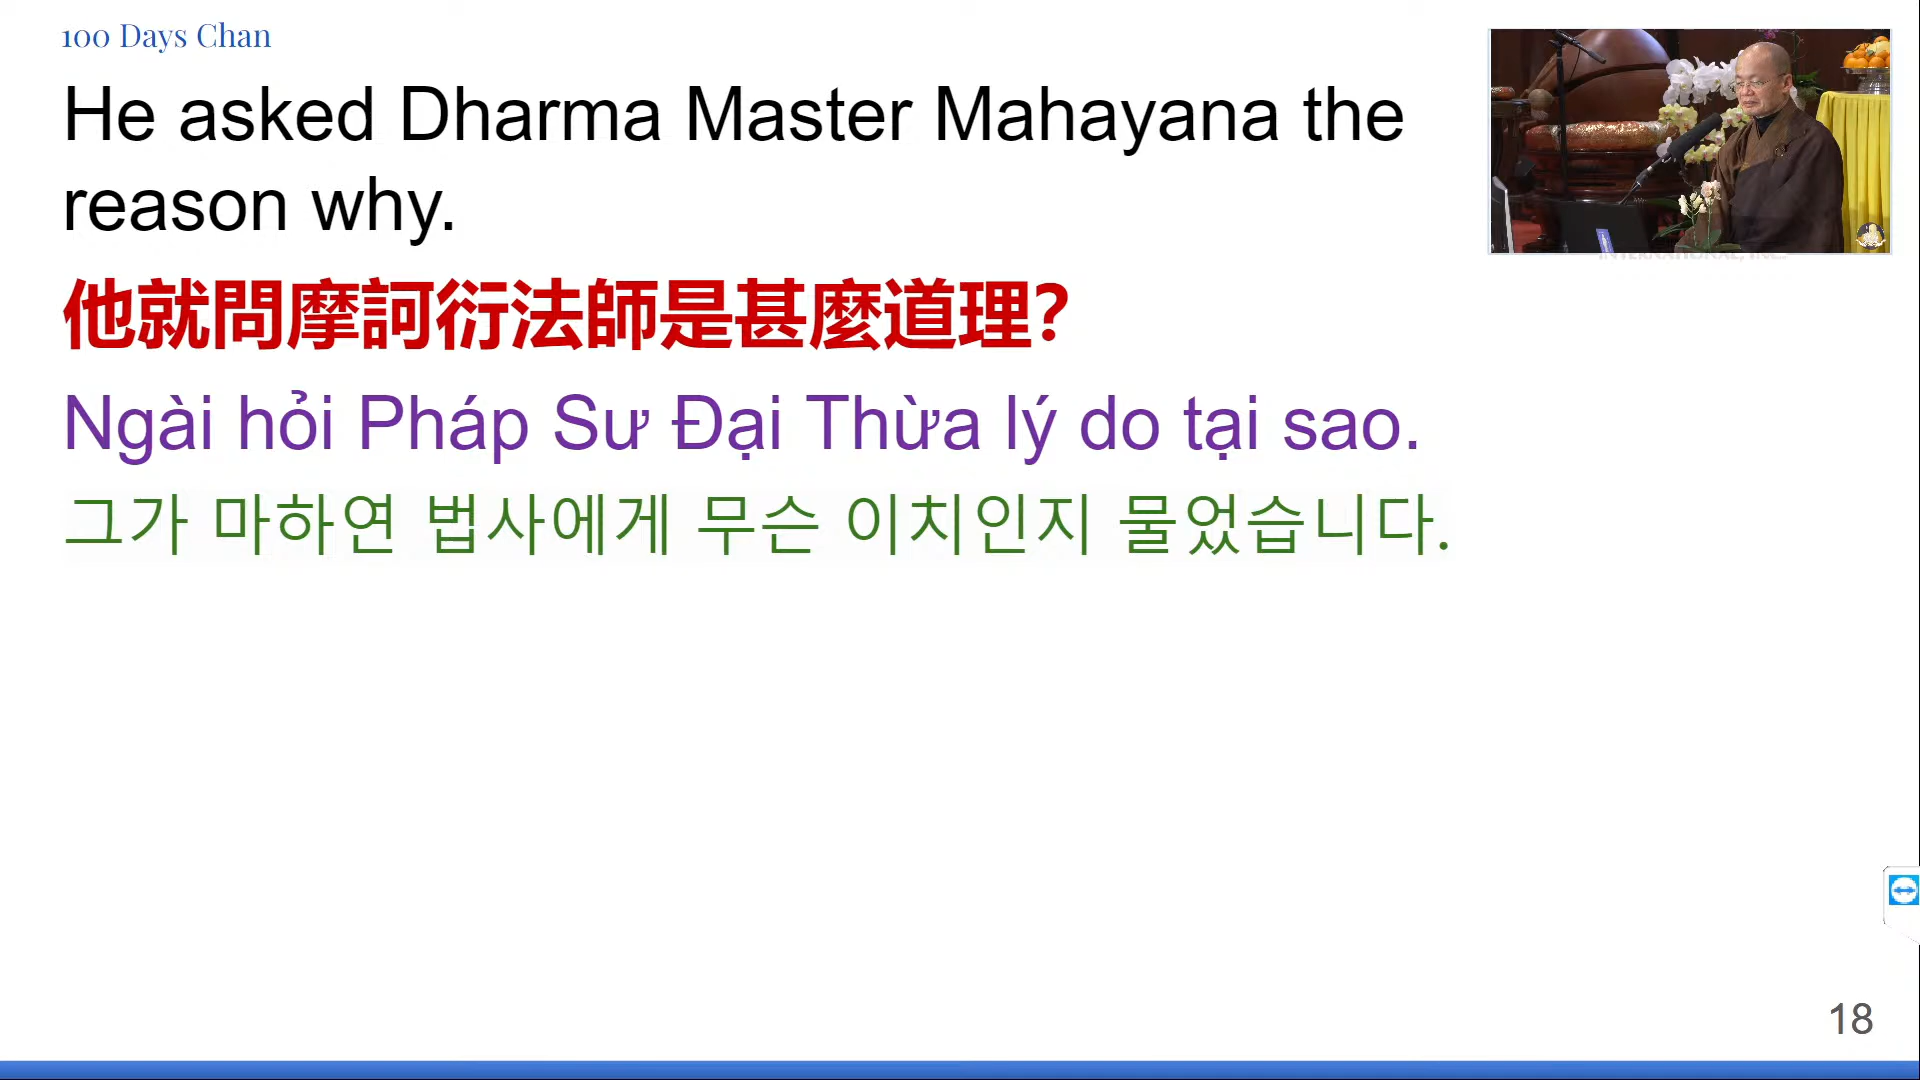 100 Days Chan
He asked Dharma Master Mahayana the
reason why.
他就問摩訶衍法師是甚麼道理?
Ngài hỏi Pháp Sư Đại Thừa lý do tại sao.
그가 마하연 법사에게 무슨 이치인지 물었습니다.
18